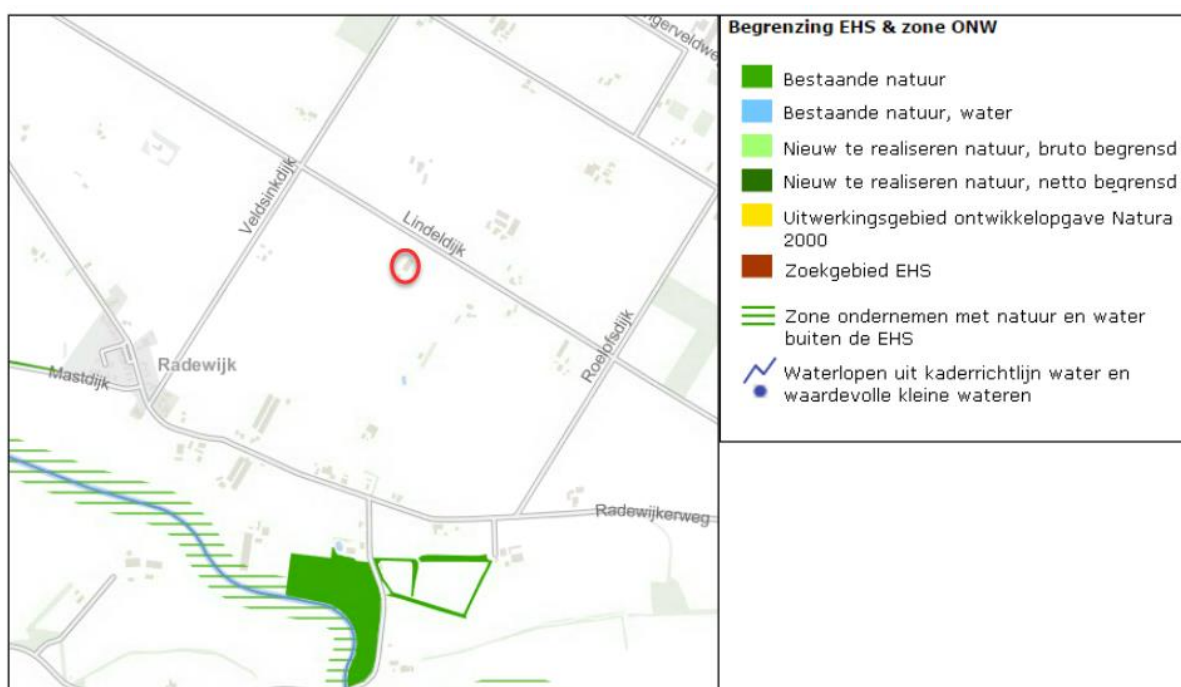 Veldsinkdijk
Lindeldijk
Roelofsdijk
Radewijk
Mastdijk
Radewijkerweg
Begrenzing EHS & zone ONW
Bestaande natuur
Bestaande natuur, water
Nieuw te realiseren natuur, bruto begrensd
Nieuw te realiseren natuur, netto begrensd
Uitwerkingsgebied ontwikkelopgave Natura
2000
Zoekgebied EHS
Zone ondernemen met natuur en water
buiten de EHS
Waterlopen uit kaderrichtlijn water en
waardevolle kleine wateren